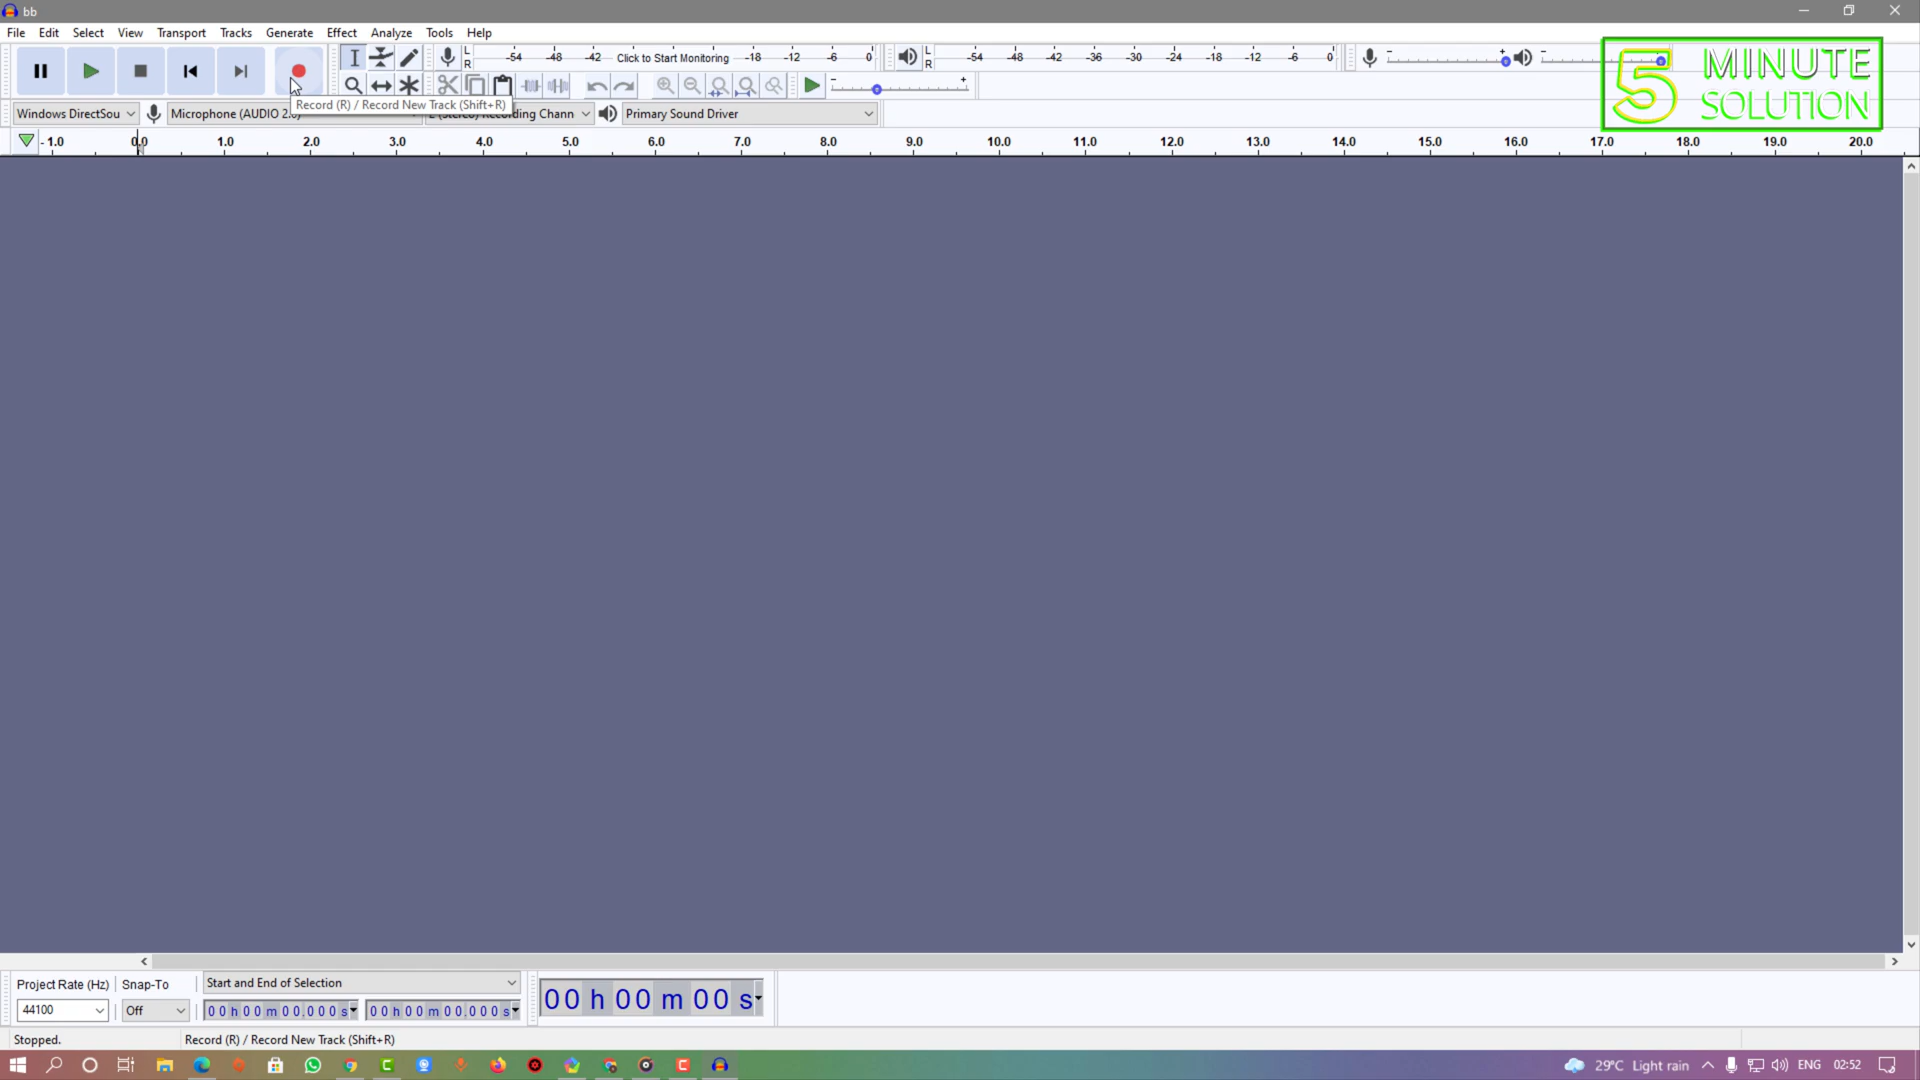 bb
File Edit Select View Transport Tracks Generate Effect Analyze Tools Help
L -54 -48 -42 Click to Start Monitoring -18 -12 -6 0
R
L -54 -48 -42 -36 -30 -24 -18 -12 -6 0
R
- +
-
5 MINUTE
SOLUTION
- +
Record (R) / Record New Track (Shift+R)
Windows DirectSou Microphone (AUDIO 2.0) 2 (Stereo) Recording Chann Primary Sound Driver
-1.0 0.0 1.0 2.0 3.0 4.0 5.0 6.0 7.0 8.0 9.0 10.0 11.0 12.0 13.0 14.0 15.0 16.0 17.0 18.0 19.0 20.0
Project Rate (Hz) Snap-To Start and End of Selection
44100 Off 00 h 00 m 00.000 s 00 h 00 m 00.000 s
00 h 00 m 00 s
Stopped. Record (R) / Record New Track (Shift+R)
29°C Light rain ENG 02:52